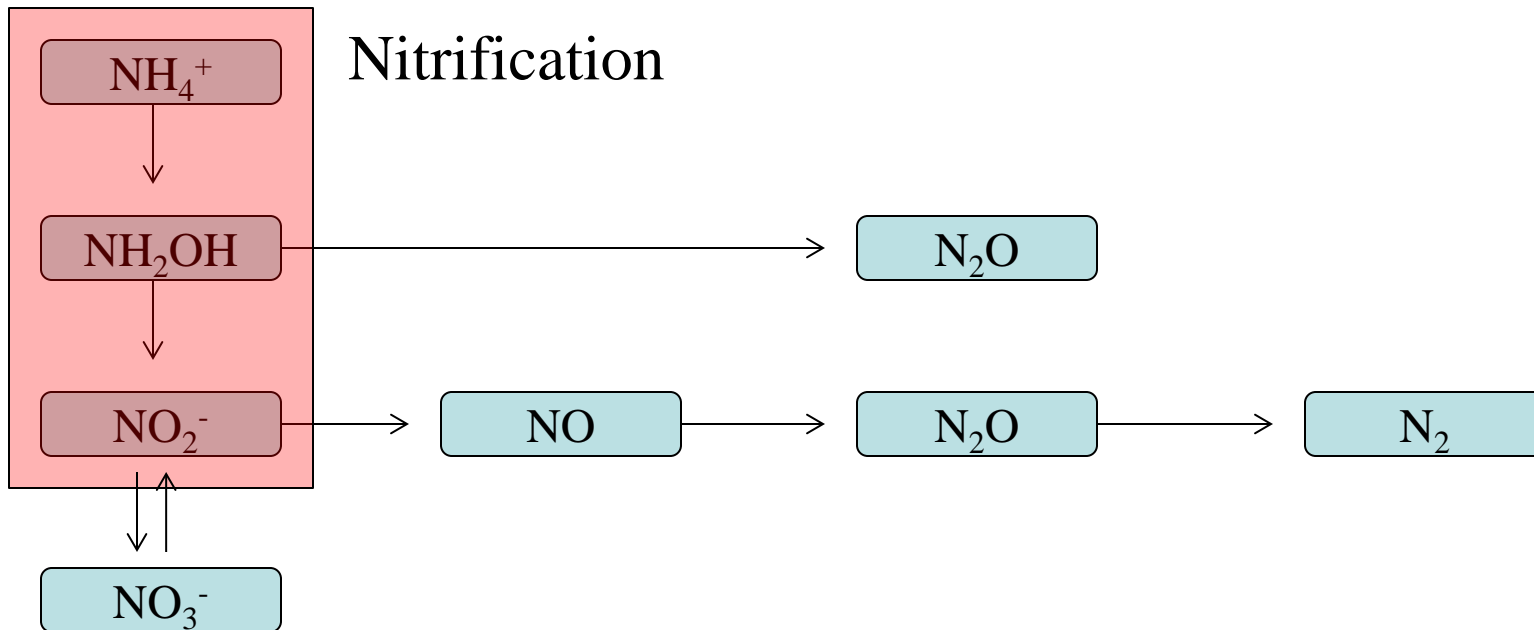 NH₄⁺
Nitrification
NH₂OH
N₂O
NO₂⁻
NO
N₂O
N₂
NO₃⁻